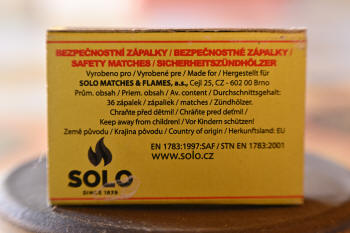 BEZPEČNOSTNÍ ZÁPALKY / BEZPEČNOSTNÉ ZÁPALKY /
SAFETY MATCHES / SICHERHEITSZÜNDHÖLZER
Vyrobeno pro / Vyrobené pre / Made for / Hergestellt für
SOLO MATCHES & FLAMES, a.s., Cejl 25, CZ - 602 00 Brno
Prům. obsah / Priem. obsah / Av. content / Durchschnittsgehalt:
36 zápalek / zápaliek / matches / Zündhölzer.
Chraňte před dětmi! / Chráňte pred deťmi! /
Keep away from children! / Vor Kindern schützen!
Země původu / Krajina pôvodu / Country of origin / Herkunftsland: EU
EN 1783:1997:SAF / STN EN 1783:2001
www.solo.cz
SOLO
SINCE 1879